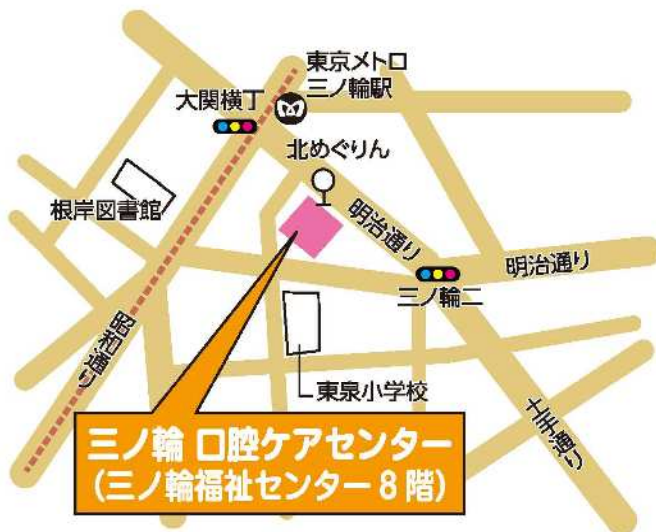 東京メトロ
三ノ輪駅
大関横丁
北めぐりん
根岸図書館
明治通り
明治通り
三ノ輪二
昭和通り
東泉小学校
土手通り
三ノ輪 口腔ケアセンター
(三ノ輪福祉センター8階)